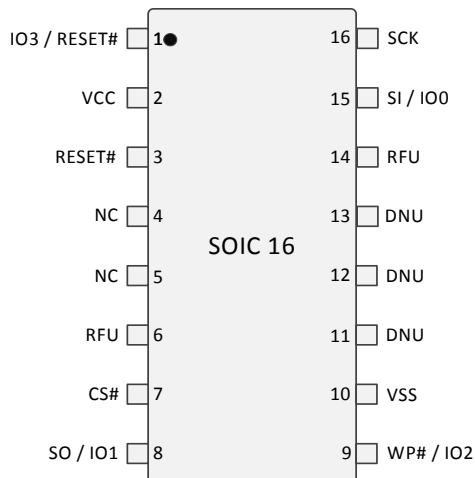 IO3 / RESET# 1 16 SCK
VCC 2 15 SI / IO0
RESET# 3 14 RFU
NC 4 13 DNU
SOIC 16
NC 5 12 DNU
RFU 6 11 DNU
CS# 7 10 VSS
SO / IO1 8 9 WP# / IO2